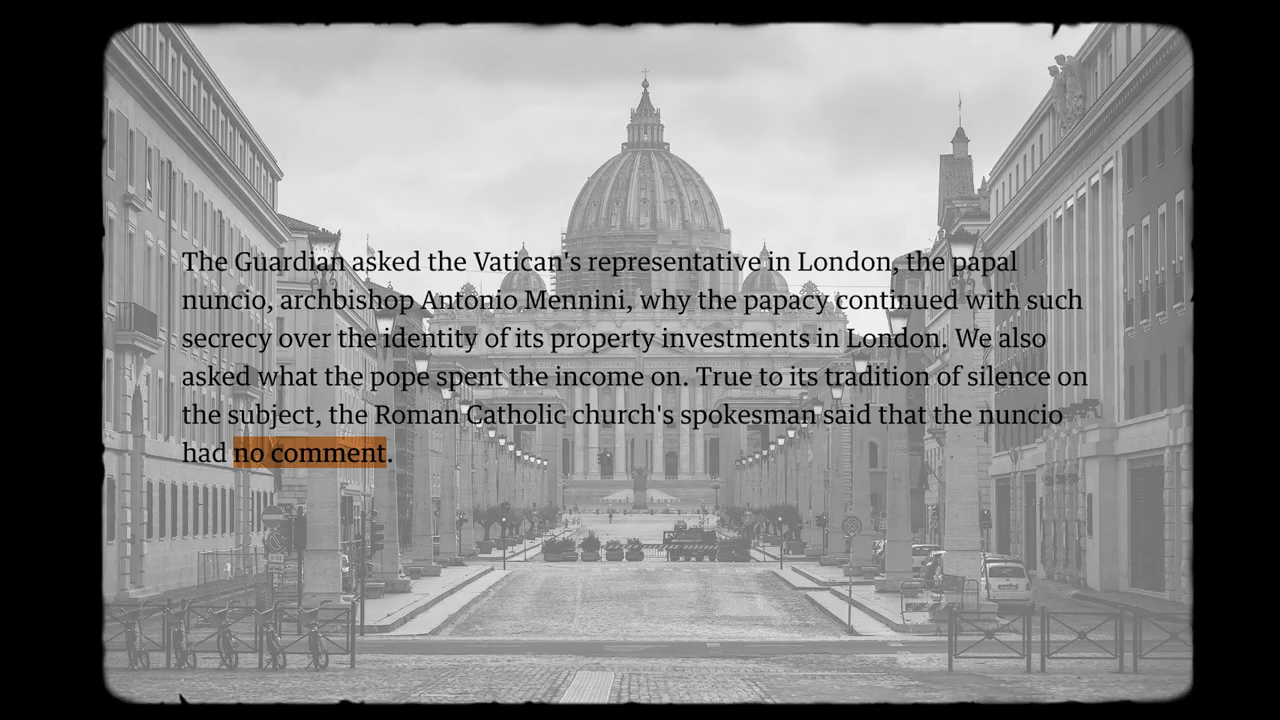 The Guardian asked the Vatican's representative in London, the papal
nuncio, archbishop Antonio Mennini, why the papacy continued with such
secrecy over the identity of its property investments in London. We also
asked what the pope spent the income on. True to its tradition of silence on
the subject, the Roman Catholic church's spokesman said that the nuncio
had no comment.